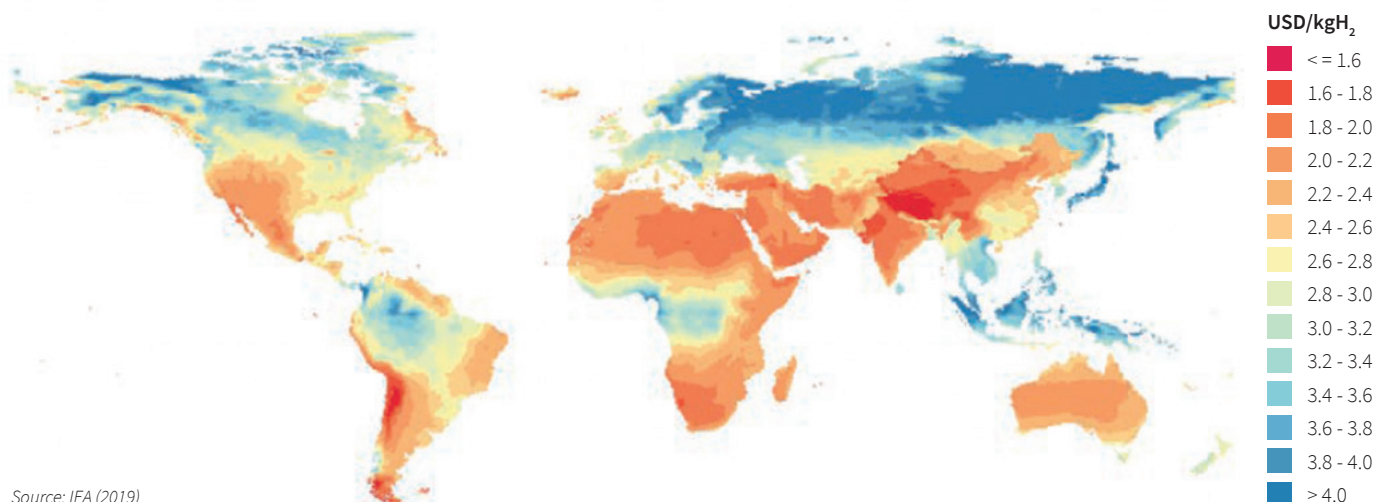 USD/kgH₂
< = 1.6
1.6 - 1.8
1.8 - 2.0
2.0 - 2.2
2.2 - 2.4
2.4 - 2.6
2.6 - 2.8
2.8 - 3.0
3.0 - 3.2
3.2 - 3.4
3.4 - 3.6
3.6 - 3.8
3.8 - 4.0
> 4.0
Source: IEA (2019)